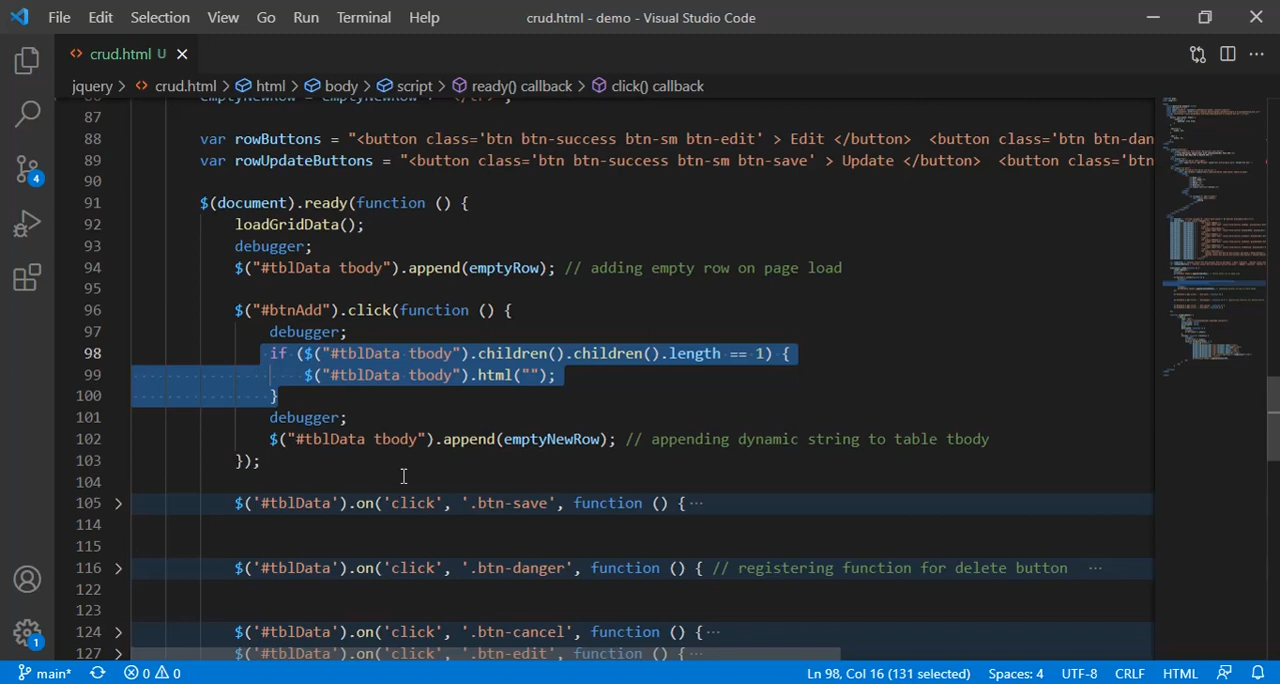 File Edit Selection View Go Run Terminal Help crud.html - demo - Visual Studio Code
crud.html U
jquery > crud.html > html > body > script > ready() callback > click() callback
87
88 var rowButtons = "<button class='btn btn-success btn-sm btn-edit' > Edit </button>  <button class='btn btn-dan
89 var rowUpdateButtons = "<button class='btn btn-success btn-sm btn-save' > Update </button>  <button class='btn
90
91 $(document).ready(function () {
92 loadGridData();
93 debugger;
94 $("#tblData tbody").append(emptyRow); // adding empty row on page load
95
96 $("#btnAdd").click(function () {
97 debugger;
98 if ($("#tblData tbody").children().children().length == 1) {
99 $("#tblData tbody").html("");
100 }
101 debugger;
102 $("#tblData tbody").append(emptyNewRow); // appending dynamic string to table tbody
103 });
104
105 $('#tblData').on('click', '.btn-save', function () { ···
114
115
116 $('#tblData').on('click', '.btn-danger', function () { // registering function for delete button ···
122
123
124 $('#tblData').on('click', '.btn-cancel', function () { ···
127 $('#tblData').on('click', '.btn-edit', function () { ···
4
1
main* 0 0 Ln 98, Col 16 (131 selected) Spaces: 4 UTF-8 CRLF HTML